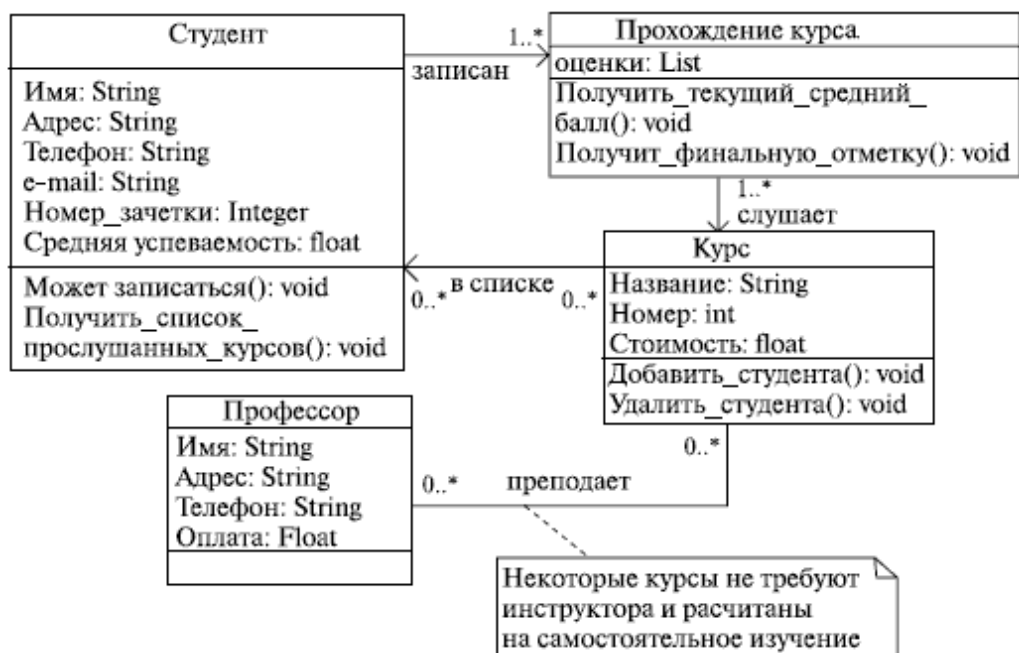 Студент
Имя: String
Адрес: String
Телефон: String
e-mail: String
Номер_зачетки: Integer
Средняя успеваемость: float
Может записаться(): void
Получить_список_
прослушанных_курсов(): void
1..*
записан
Прохождение курса
оценки: List
Получить_текущий_средний_
балл(): void
Получит_финальную_отметку(): void
1..*
слушает
Курс
Название: String
Номер: int
Стоимость: float
Добавить_студента(): void
Удалить_студента(): void
0..*
в списке
0..*
Профессор
Имя: String
Адрес: String
Телефон: String
Оплата: Float
0..*
преподает
0..*
Некоторые курсы не требуют
инструктора и расчитаны
на самостоятельное изучение